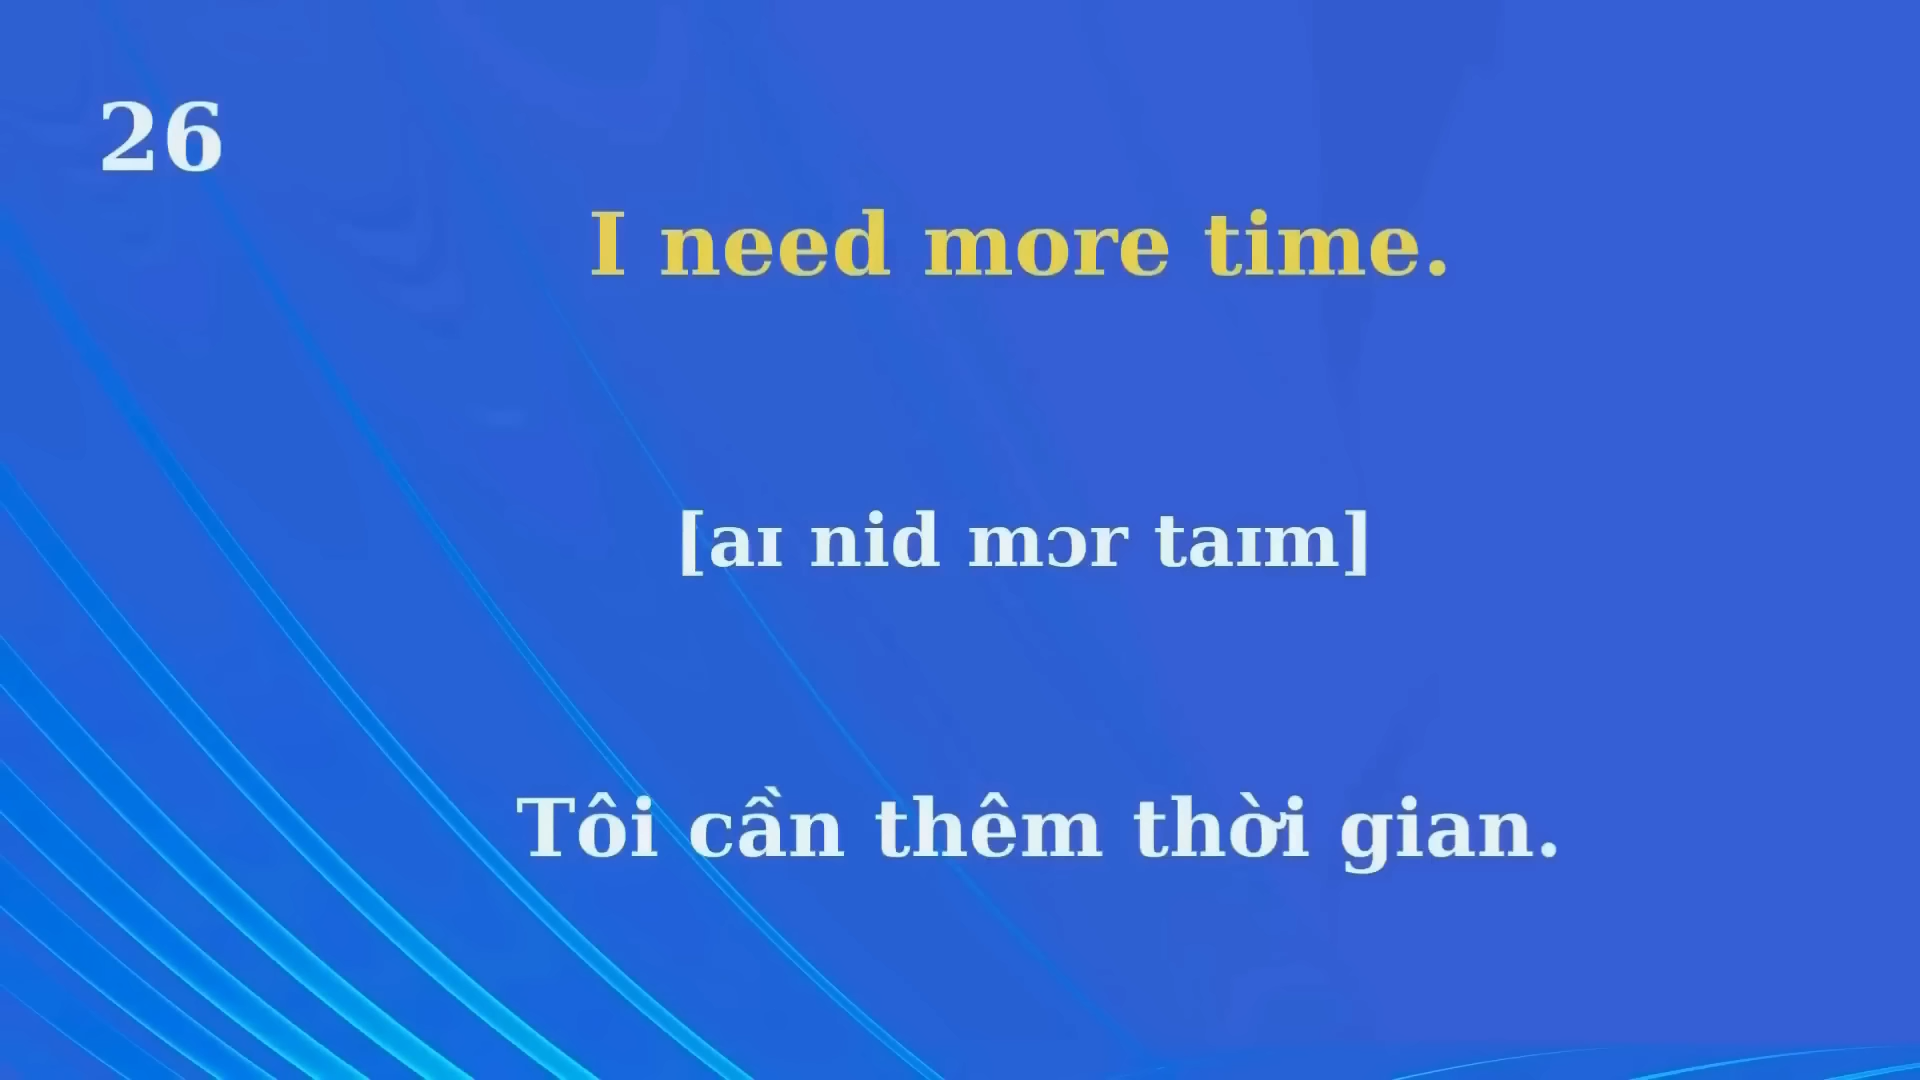 26
I need more time.
[aɪ nid mɔr taɪm]
Tôi cần thêm thời gian.